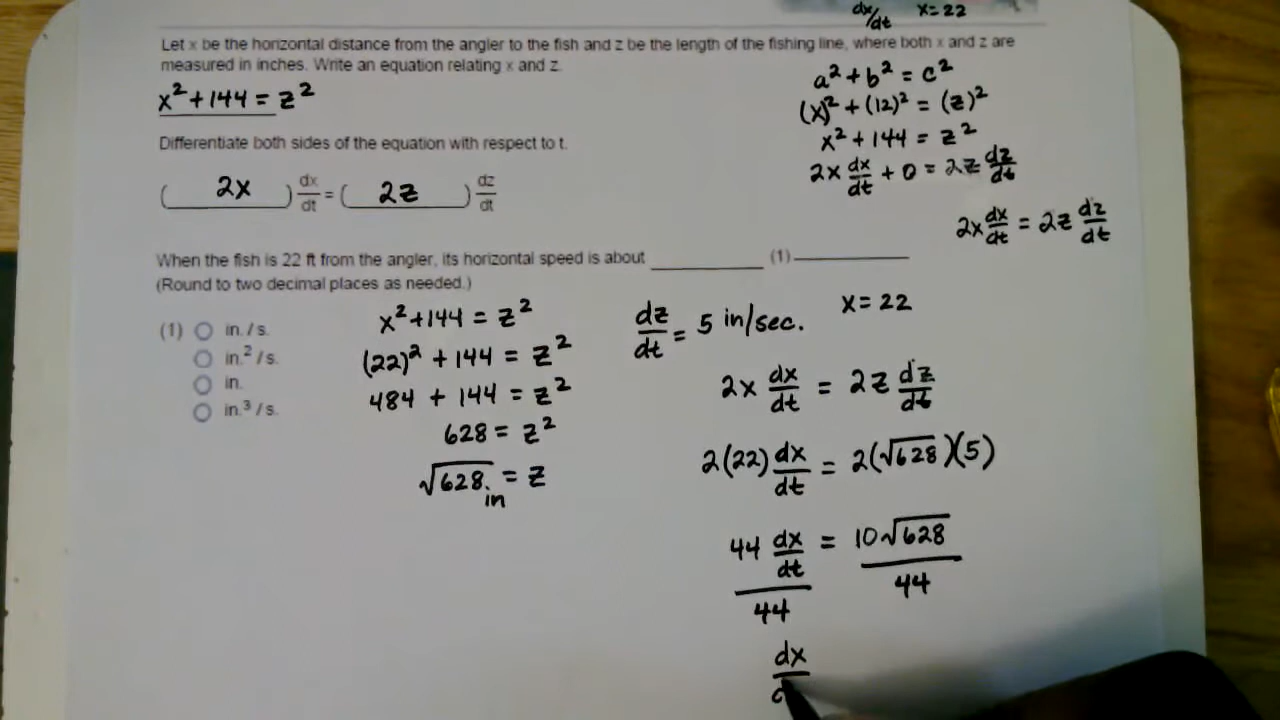 dx/dt x=22
Let x be the horizontal distance from the angler to the fish and z be the length of the fishing line, where both x and z are
measured in inches. Write an equation relating x and z.
x² + 144 = z²
Differentiate both sides of the equation with respect to t.
( 2x ) dx/dt = ( 2z ) dz/dt
When the fish is 22 ft from the angler, its horizontal speed is about ______ (1) ______
(Round to two decimal places as needed.)
(1) in./s.
in.²/s.
in.
in.³/s.
x² + 144 = z²
(22)² + 144 = z²
484 + 144 = z²
628 = z²
√628 in = z
a² + b² = c²
(x)² + (12)² = (z)²
x² + 144 = z²
2x dx/dt + 0 = 2z dz/dt
2x dx/dt = 2z dz/dt
dz/dt = 5 in/sec. x = 22
2x dx/dt = 2z dz/dt
2(22) dx/dt = 2(√628)(5)
44 dx/dt = 10√628
44 44
dx